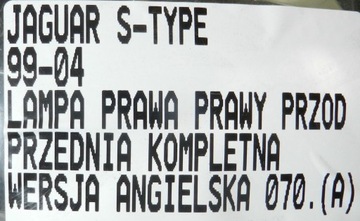 JAGUAR S-TYPE
99-04
LAMPA PRAWA PRAWY PRZOD
PRZEDNIA KOMPLETNA
WERSJA ANGIELSKA 070.(A)